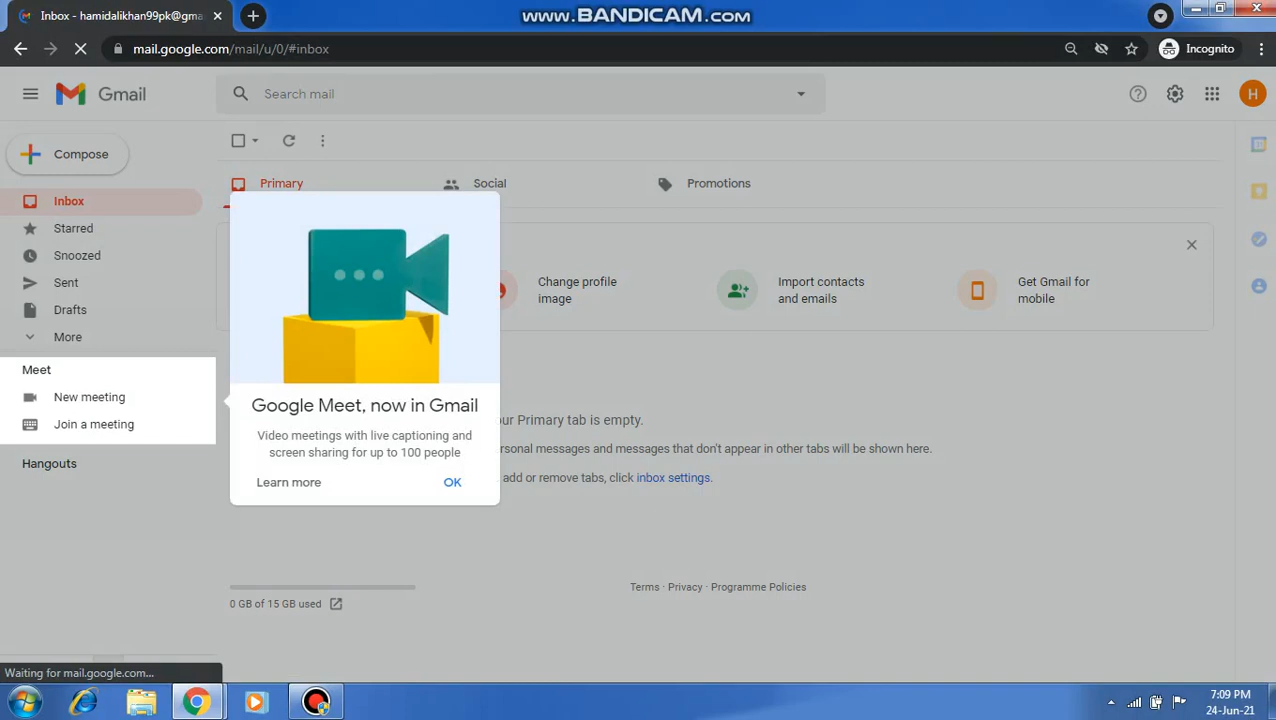 Inbox - hamidalikhan99pk@gma
www.BANDICAM.com
mail.google.com/mail/u/0/#inbox
Incognito
Gmail
Search mail
H
Compose
Primary
Social
Promotions
Inbox
Starred
Snoozed
Sent
Drafts
More
Change profile
image
Import contacts
and emails
Get Gmail for
mobile
Meet
New meeting
Join a meeting
Hangouts
Google Meet, now in Gmail
Video meetings with live captioning and
screen sharing for up to 100 people
Learn more
OK
our Primary tab is empty.
ersonal messages and messages that don't appear in other tabs will be shown here.
add or remove tabs, click inbox settings.
Terms · Privacy · Programme Policies
0 GB of 15 GB used
Waiting for mail.google.com...
7:09 PM
24-Jun-21